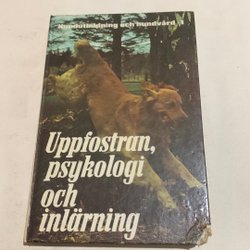 Hundutbildning och hundvård
Uppfostran,
psykologi
och
inlärning